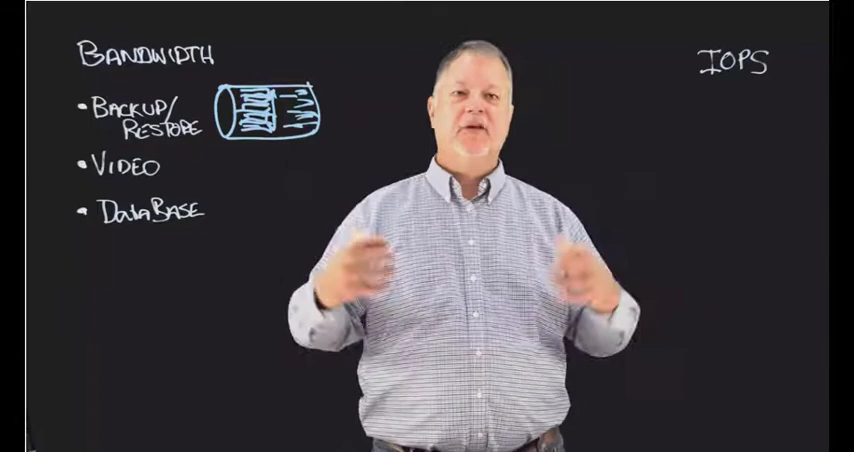 BANDWIDTH
• BACKUP/
RESTORE
• VIDEO
• DATABASE
IOPS